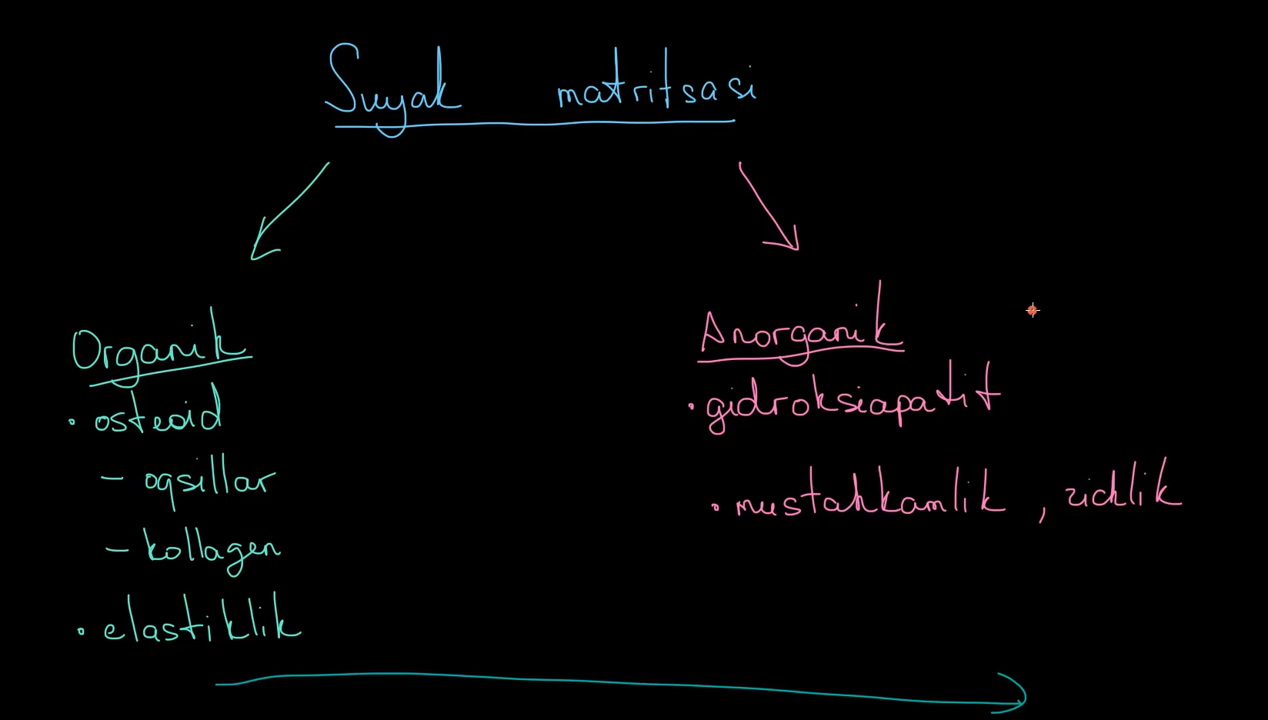 Suyak matritsasi
Organik
• osteoid
– oqsillar
– kollagen
• elastiklik
Anorganik
• gidroksiapatit
• mustahkamlik, zichlik